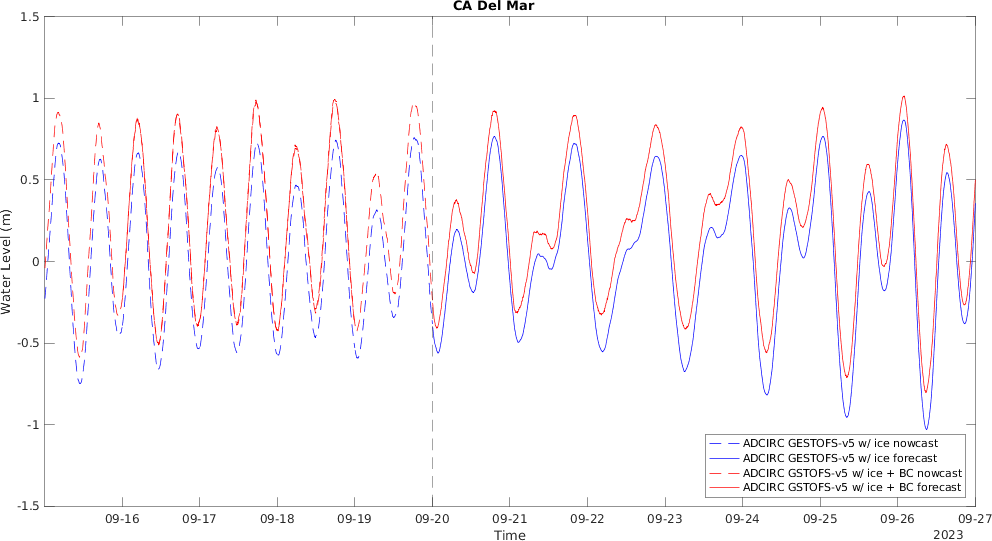 CA Del Mar
1.5
1
0.5
0
-0.5
-1
-1.5
Water Level (m)
09-16 09-17 09-18 09-19 09-20 09-21 09-22 09-23 09-24 09-25 09-26 09-27
Time
2023
ADCIRC GESTOFS-v5 w/ ice nowcast
ADCIRC GESTOFS-v5 w/ ice forecast
ADCIRC GSTOFS-v5 w/ ice + BC nowcast
ADCIRC GSTOFS-v5 w/ ice + BC forecast